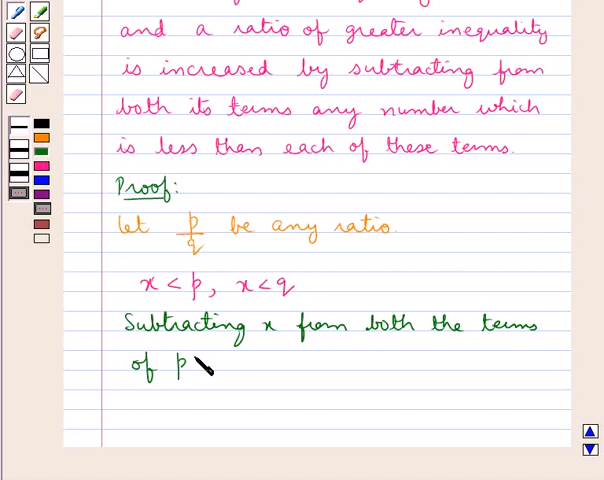 and a ratio of greater inequality
is increased by subtracting from
both its terms any number which
is less than each of these terms.
Proof:
Let p/q be any ratio.
x < p, x < q
Subtracting x from both the terms
of p